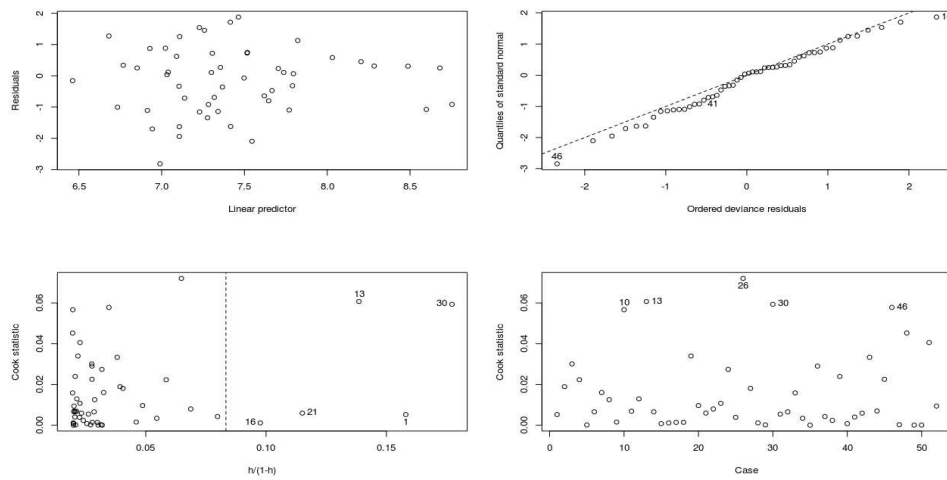 2
1
0
-1
-2
-3
Residuals
6.5 7.0 7.5 8.0 8.5
Linear predictor
2
1
0
-1
-2
-3
Quantiles of standard normal
46
41
-2 -1 0 1 2
Ordered deviance residuals
0.06
0.04
0.02
0.00
Cook statistic
13
30
16
21
1
0.05 0.10 0.15
h/(1-h)
0.06
0.04
0.02
0.00
Cook statistic
10
13
26
30
46
0 10 20 30 40 50
Case